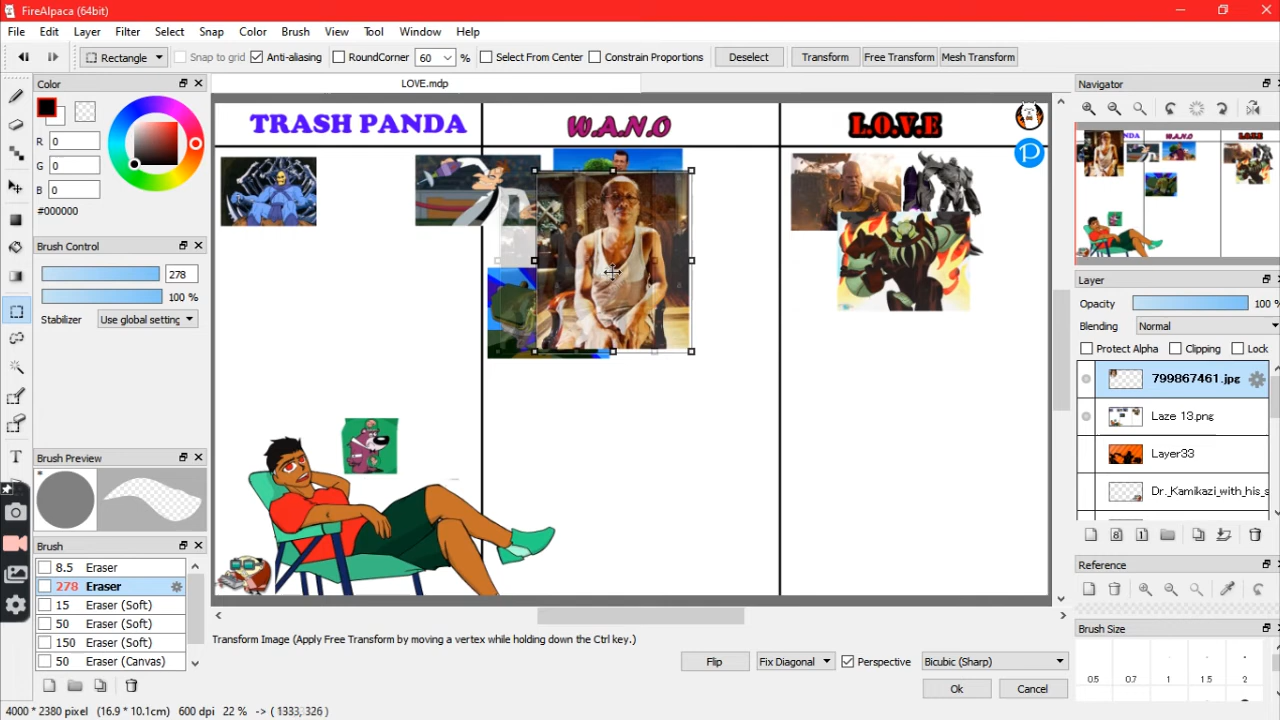 FireAlpaca (64bit)
File Edit Layer Filter Select Snap Color Brush View Tool Window Help
Rectangle Snap to grid Anti-aliasing RoundCorner 60 % Select From Center Constrain Proportions Deselect Transform Free Transform Mesh Transform
Color
LOVE.mdp
Navigator
TRASH PANDA W.A.N.O L.O.V.E
R 0
G 0
B 0
#000000
Brush Control
278
100 %
Stabilizer Use global setting
Layer
Opacity 100 %
Blending Normal
Protect Alpha Clipping Lock
799867461.jpg
Laze 13.png
Layer33
Dr_Kamikazi_with_his_s
Brush Preview
Brush
8.5 Eraser
278 Eraser
15 Eraser (Soft)
50 Eraser (Soft)
150 Eraser (Soft)
50 Eraser (Canvas)
Reference
Brush Size
0.5 0.7 1 1.5 2
Transform Image (Apply Free Transform by moving a vertex while holding down the Ctrl key.)
Flip Fix Diagonal Perspective Bicubic (Sharp)
Ok Cancel
4000 * 2380 pixel (16.9 * 10.1cm) 600 dpi 22 % -> ( 1333, 326 )